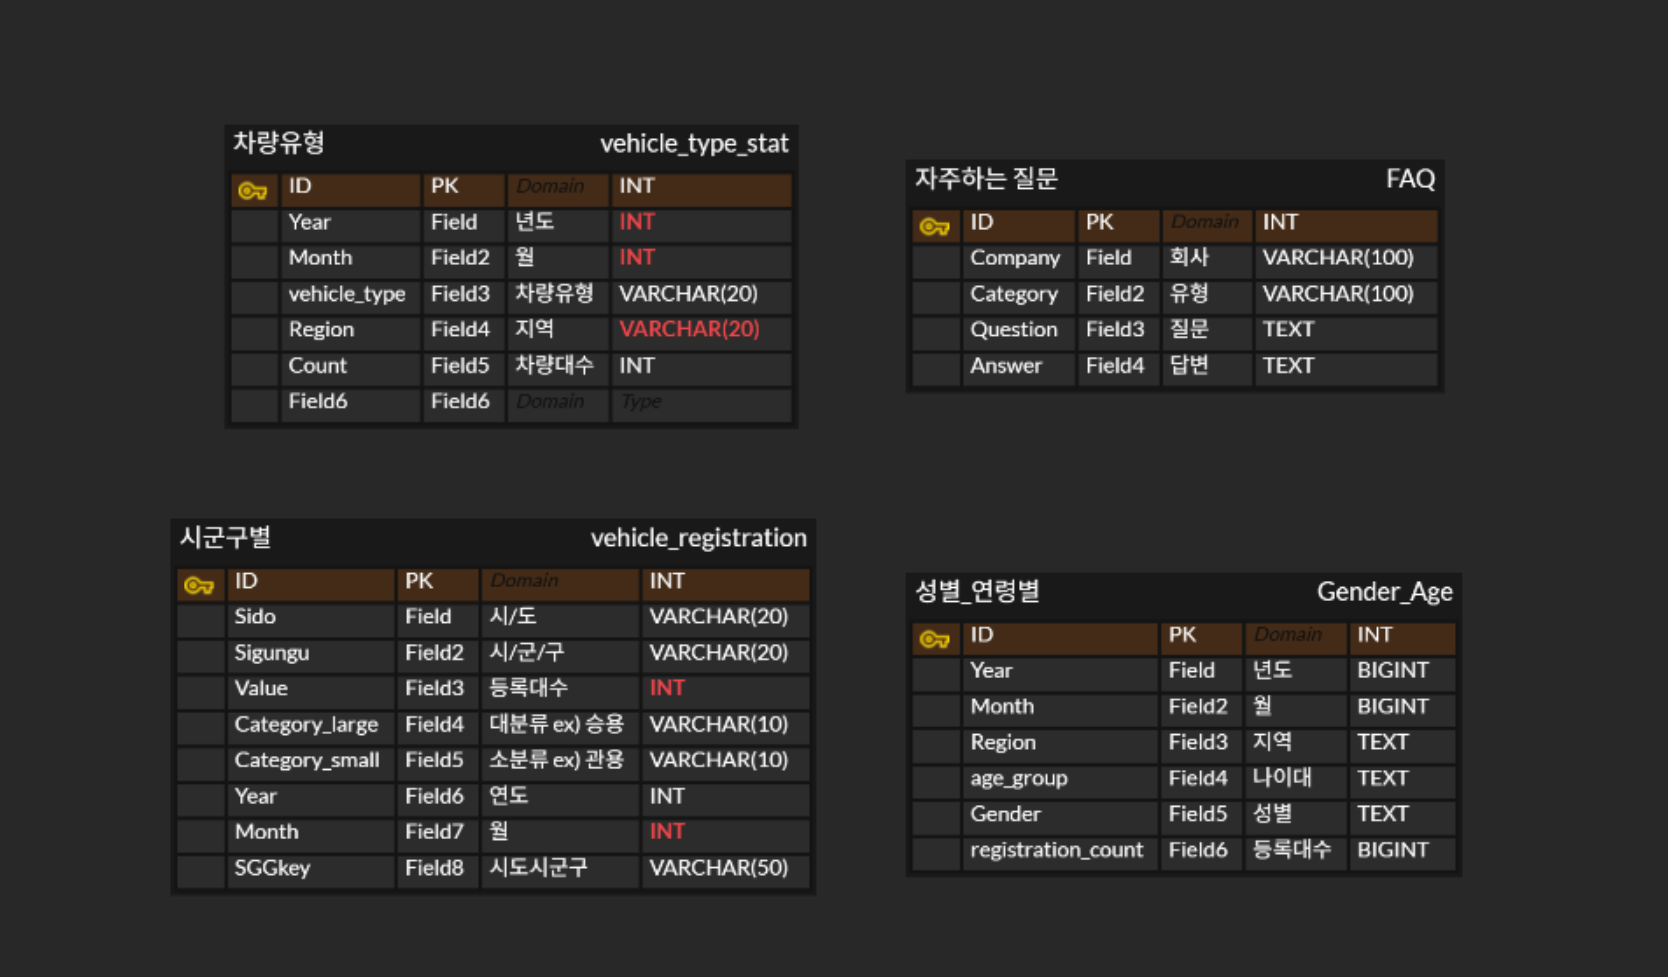 차량유형 vehicle_type_stat
ID PK Domain INT
Year Field 년도 INT
Month Field2 월 INT
vehicle_type Field3 차량유형 VARCHAR(20)
Region Field4 지역 VARCHAR(20)
Count Field5 차량대수 INT
Field6 Field6 Domain Type
자주하는 질문 FAQ
ID PK Domain INT
Company Field 회사 VARCHAR(100)
Category Field2 유형 VARCHAR(100)
Question Field3 질문 TEXT
Answer Field4 답변 TEXT
시군구별 vehicle_registration
ID PK Domain INT
Sido Field 시/도 VARCHAR(20)
Sigungu Field2 시/군/구 VARCHAR(20)
Value Field3 등록대수 INT
Category_large Field4 대분류 ex) 승용 VARCHAR(10)
Category_small Field5 소분류 ex) 관용 VARCHAR(10)
Year Field6 연도 INT
Month Field7 월 INT
SGGkey Field8 시도시군구 VARCHAR(50)
성별_연령별 Gender_Age
ID PK Domain INT
Year Field 년도 BIGINT
Month Field2 월 BIGINT
Region Field3 지역 TEXT
age_group Field4 나이대 TEXT
Gender Field5 성별 TEXT
registration_count Field6 등록대수 BIGINT